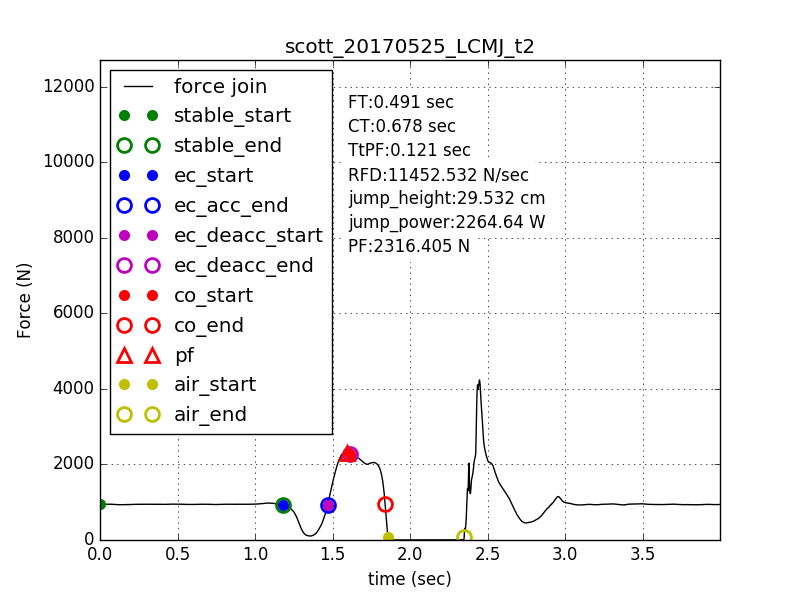 scott_20170525_LCMJ_t2
12000
10000
8000
6000
4000
2000
0
Force (N)
force join
stable_start
stable_end
ec_start
ec_acc_end
ec_deacc_start
ec_deacc_end
co_start
co_end
pf
air_start
air_end
FT:0.491 sec
CT:0.678 sec
TtPF:0.121 sec
RFD:11452.532 N/sec
jump_height:29.532 cm
jump_power:2264.64 W
PF:2316.405 N
0.0 0.5 1.0 1.5 2.0 2.5 3.0 3.5
time (sec)